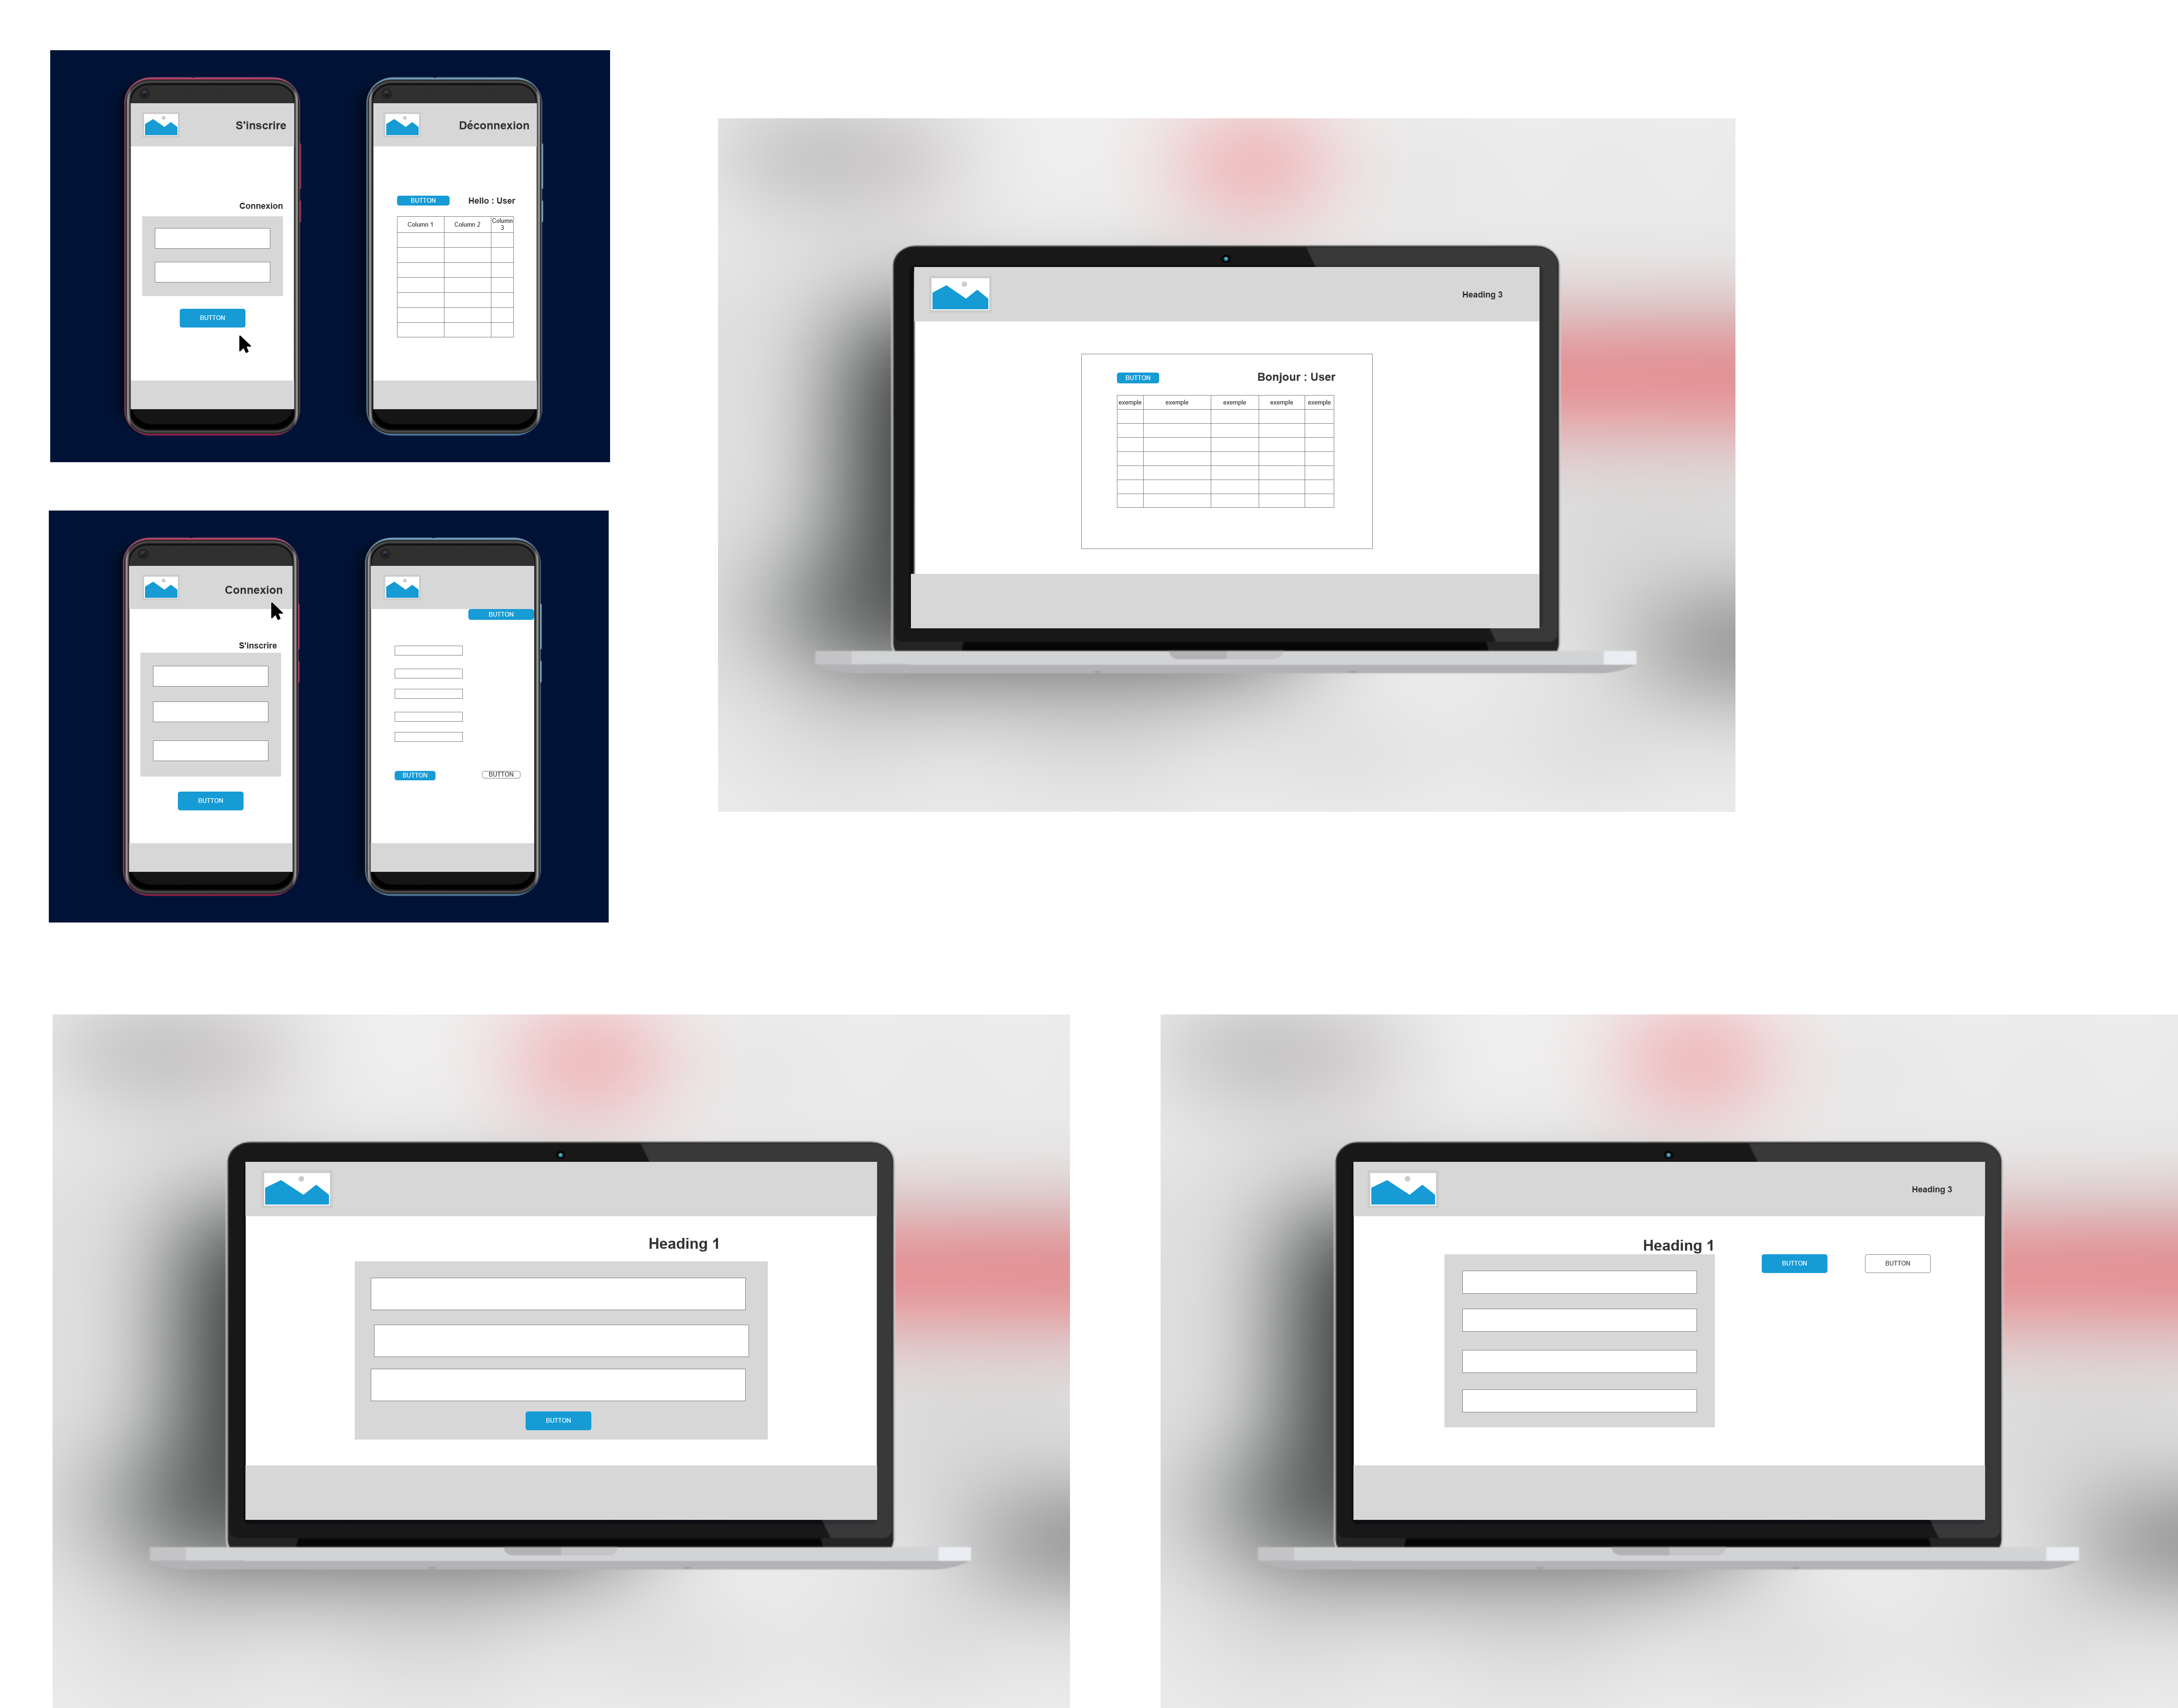 S'inscrire
Connexion
BUTTON
Déconnexion
BUTTON Hello : User
Column 1 Column 2 Column 3
Connexion
S'inscrire
BUTTON
BUTTON
BUTTON BUTTON
Heading 3
BUTTON Bonjour : User
exemple exemple exemple exemple exemple
Heading 1
BUTTON
Heading 3
Heading 1
BUTTON BUTTON